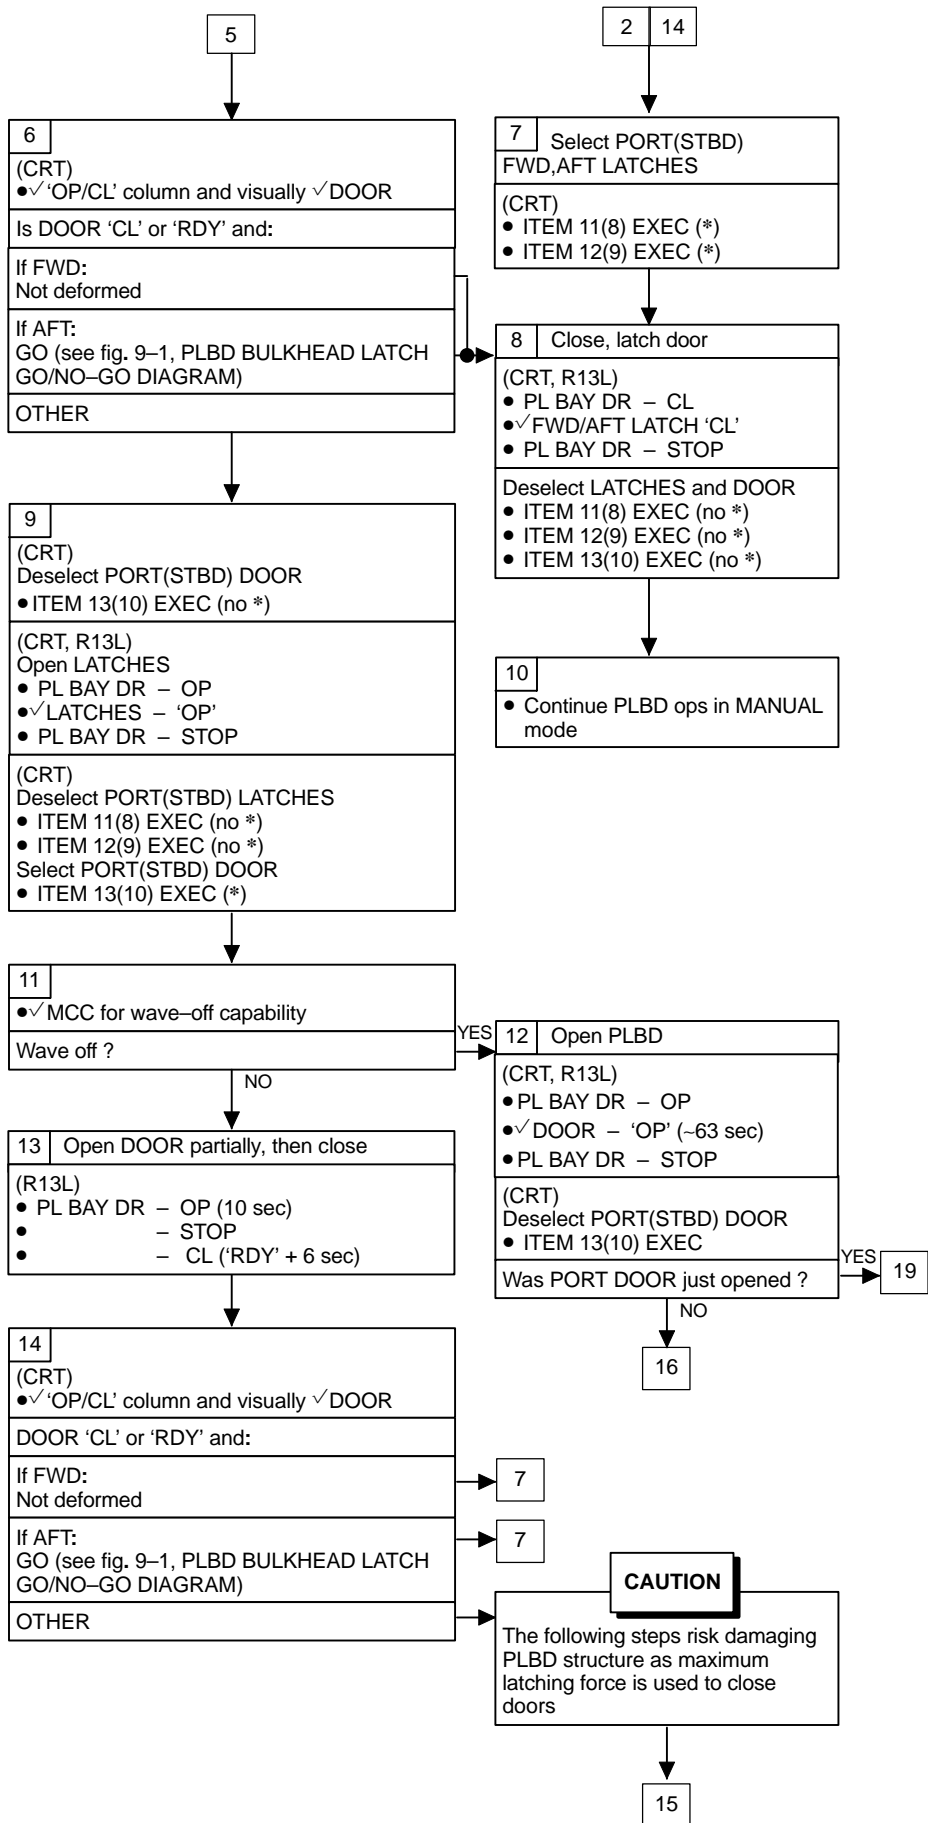 5
2 14
6
(CRT)
●✓'OP/CL' column and visually ✓DOOR
Is DOOR 'CL' or 'RDY' and:
If FWD:
Not deformed
If AFT:
GO (see fig. 9–1, PLBD BULKHEAD LATCH
GO/NO–GO DIAGRAM)
OTHER
7 Select PORT(STBD)
FWD,AFT LATCHES
(CRT)
● ITEM 11(8) EXEC (*)
● ITEM 12(9) EXEC (*)
8 Close, latch door
(CRT, R13L)
● PL BAY DR – CL
●✓FWD/AFT LATCH 'CL'
● PL BAY DR – STOP
Deselect LATCHES and DOOR
● ITEM 11(8) EXEC (no *)
● ITEM 12(9) EXEC (no *)
● ITEM 13(10) EXEC (no *)
9
(CRT)
Deselect PORT(STBD) DOOR
● ITEM 13(10) EXEC (no *)
(CRT, R13L)
Open LATCHES
● PL BAY DR – OP
●✓LATCHES – 'OP'
● PL BAY DR – STOP
(CRT)
Deselect PORT(STBD) LATCHES
● ITEM 11(8) EXEC (no *)
● ITEM 12(9) EXEC (no *)
Select PORT(STBD) DOOR
● ITEM 13(10) EXEC (*)
10
● Continue PLBD ops in MANUAL
mode
11
●✓MCC for wave–off capability
Wave off ?
YES
NO
12 Open PLBD
(CRT, R13L)
● PL BAY DR – OP
●✓DOOR – 'OP' (~63 sec)
● PL BAY DR – STOP
(CRT)
Deselect PORT(STBD) DOOR
● ITEM 13(10) EXEC
Was PORT DOOR just opened ?
YES
19
NO
16
13 Open DOOR partially, then close
(R13L)
● PL BAY DR – OP (10 sec)
● – STOP
● – CL ('RDY' + 6 sec)
14
(CRT)
●✓'OP/CL' column and visually ✓DOOR
DOOR 'CL' or 'RDY' and:
If FWD:
Not deformed
7
If AFT:
GO (see fig. 9–1, PLBD BULKHEAD LATCH
GO/NO–GO DIAGRAM)
7
OTHER
CAUTION
The following steps risk damaging
PLBD structure as maximum
latching force is used to close
doors
15